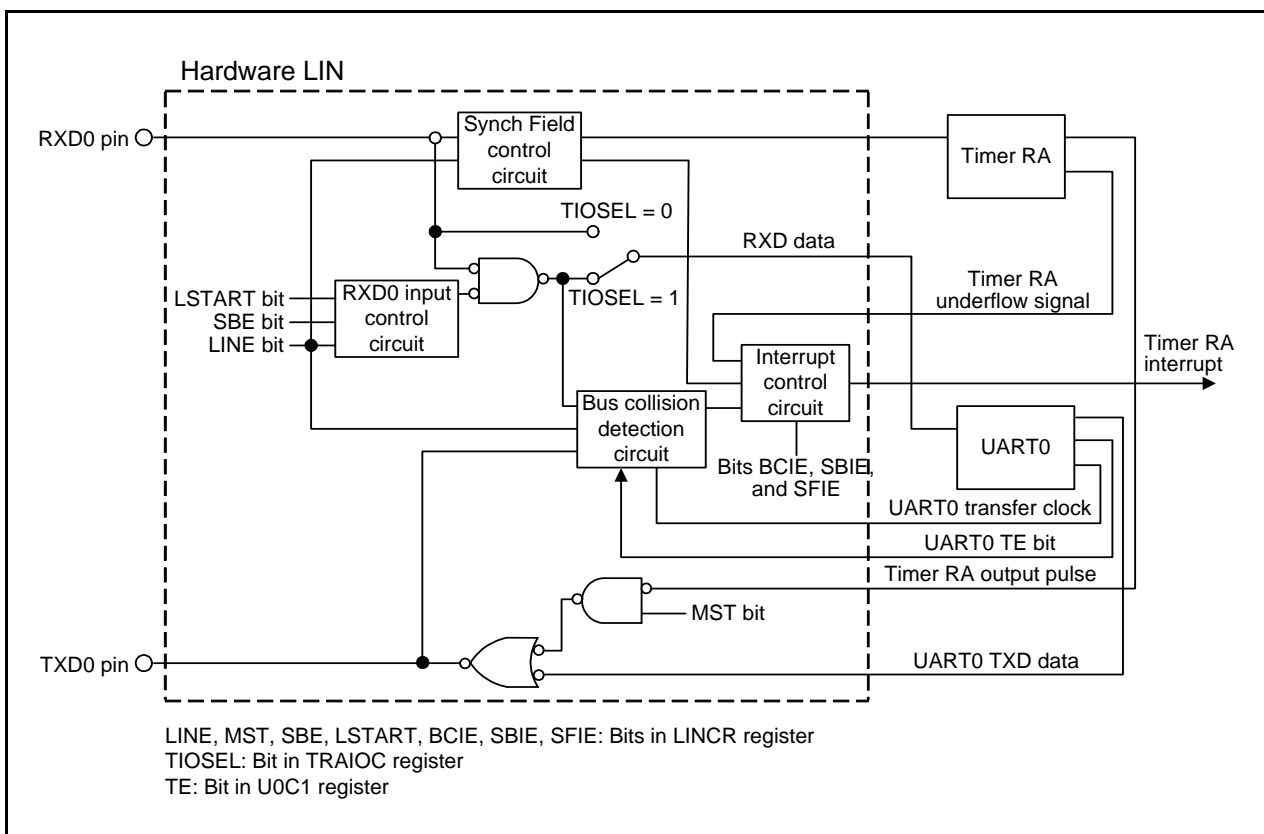 Hardware LIN
RXD0 pin
Synch Field
control
circuit
Timer RA
TIOSEL = 0
RXD data
LSTART bit
SBE bit
LINE bit
RXD0 input
control
circuit
TIOSEL = 1
Timer RA
underflow signal
Interrupt
control
circuit
Timer RA
interrupt
Bus collision
detection
circuit
Bits BCIE, SBIE,
and SFIE
UART0
UART0 transfer clock
UART0 TE bit
Timer RA output pulse
MST bit
TXD0 pin
UART0 TXD data
LINE, MST, SBE, LSTART, BCIE, SBIE, SFIE: Bits in LINCR register
TIOSEL: Bit in TRAIOC register
TE: Bit in U0C1 register